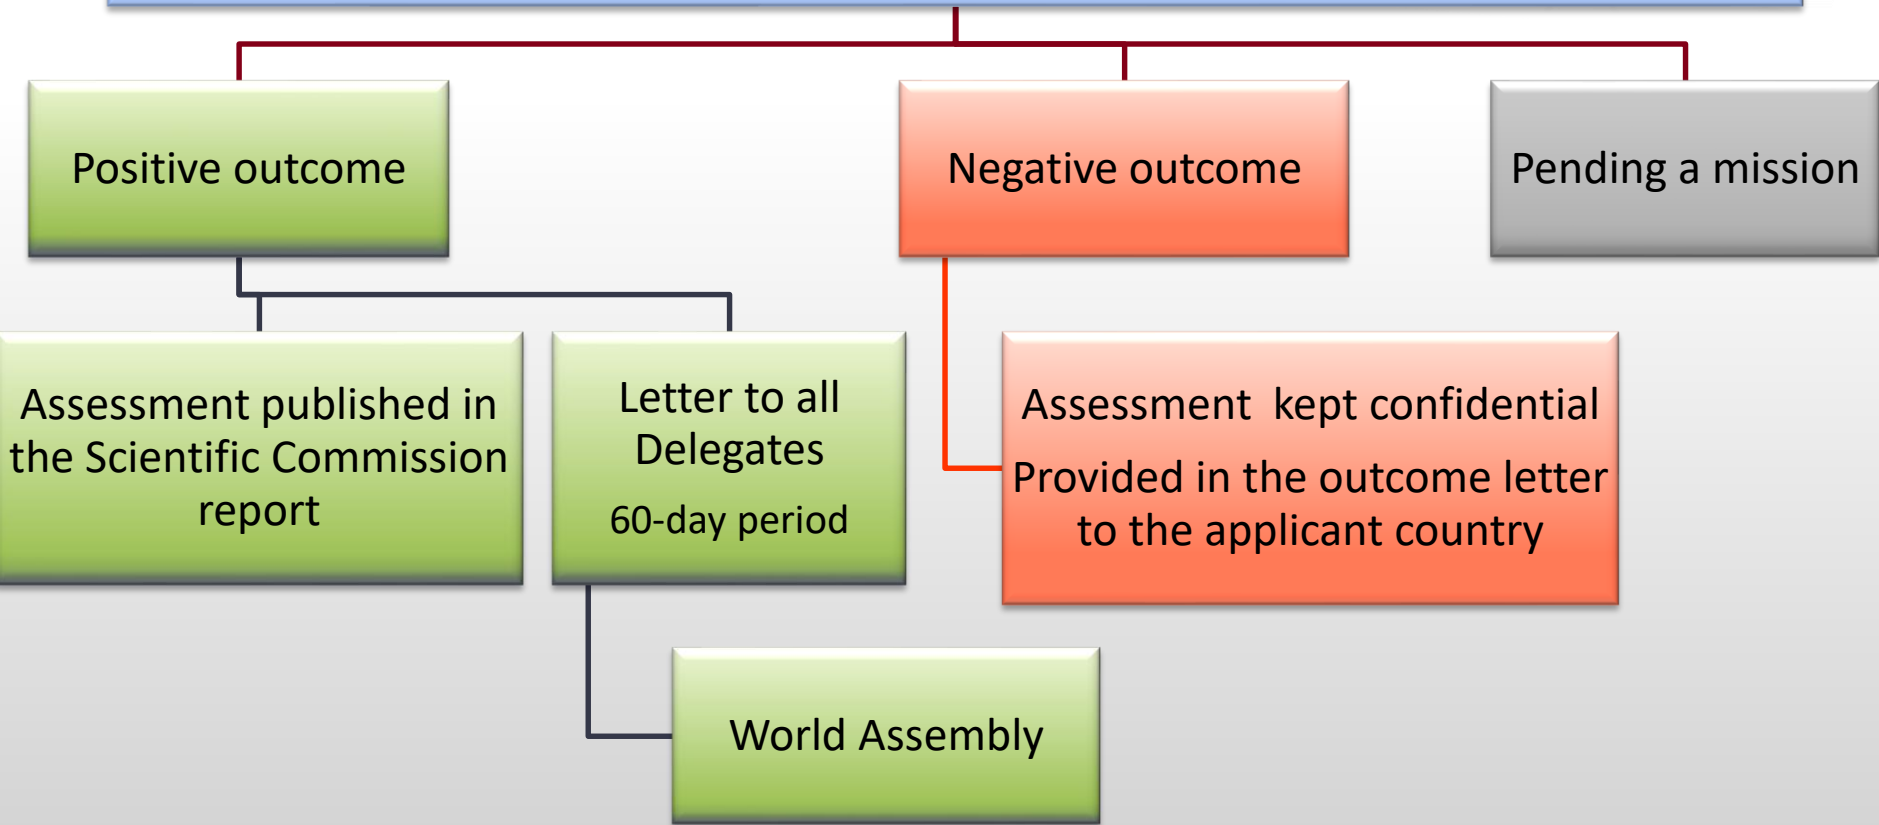 Positive outcome
Negative outcome
Pending a mission
Assessment published in
the Scientific Commission
report
Letter to all
Delegates
60-day period
Assessment  kept confidential
Provided in the outcome letter
to the applicant country
World Assembly